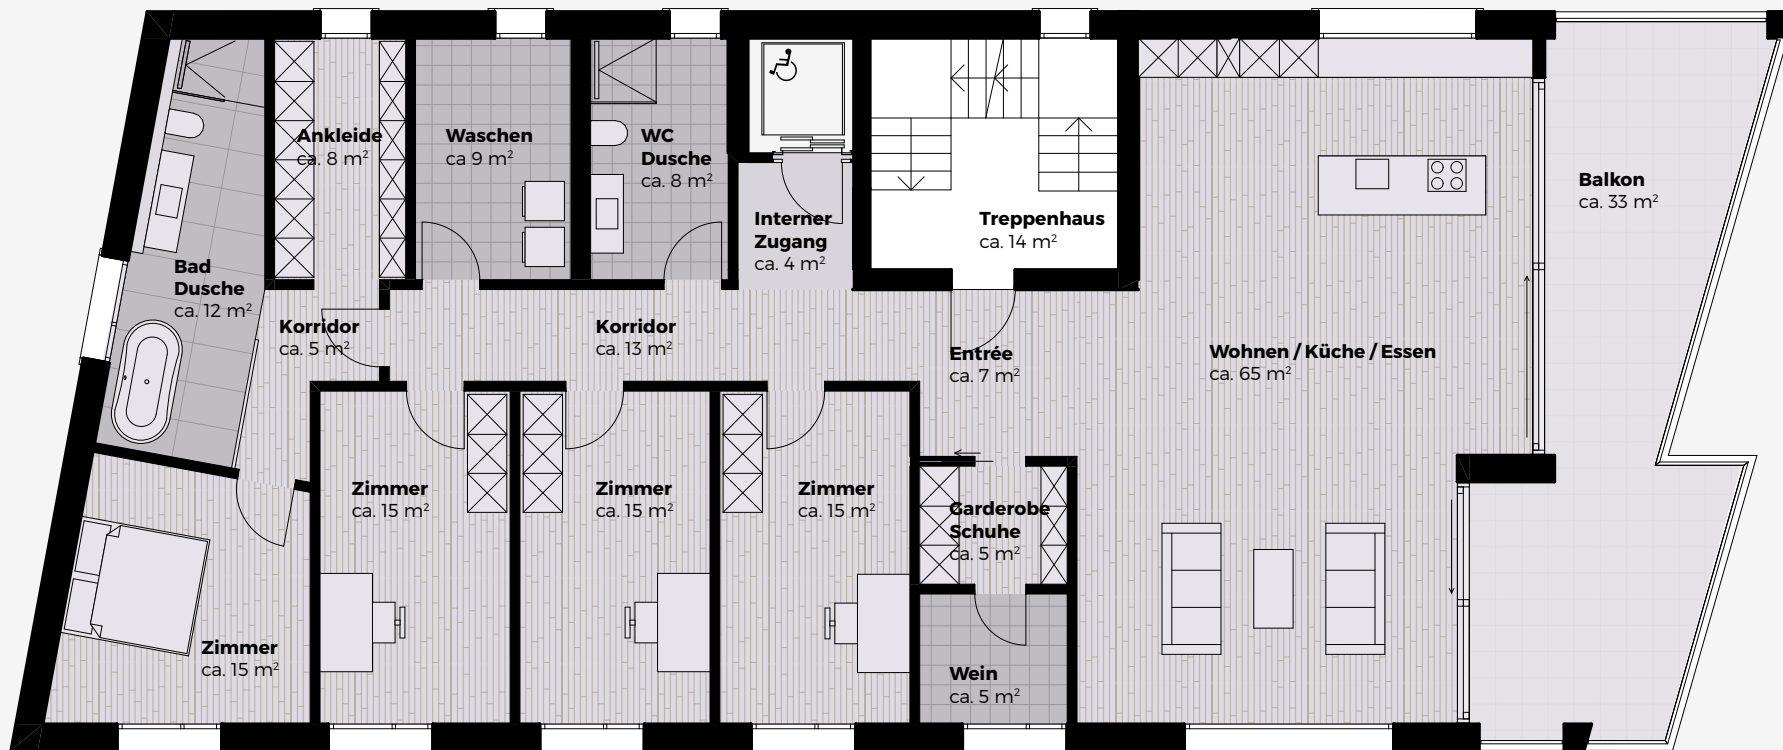 Ankleide
ca. 8 m²
Waschen
ca 9 m²
WC
Dusche
ca. 8 m²
Interner
Zugang
ca. 4 m²
Treppenhaus
ca. 14 m²
Balkon
ca. 33 m²
Bad
Dusche
ca. 12 m²
Korridor
ca. 5 m²
Korridor
ca. 13 m²
Entrée
ca. 7 m²
Wohnen / Küche / Essen
ca. 65 m²
Zimmer
ca. 15 m²
Zimmer
ca. 15 m²
Zimmer
ca. 15 m²
Garderobe
Schuhe
ca. 5 m²
Zimmer
ca. 15 m²
Wein
ca. 5 m²